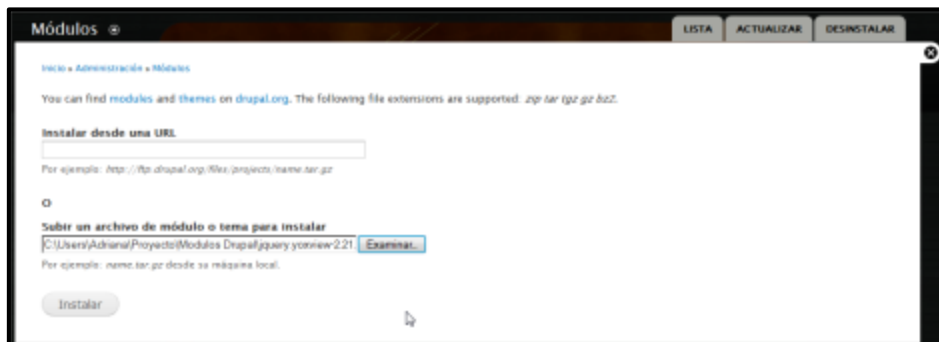 Módulos
LISTA ACTUALIZAR DESINSTALAR
Inicio » Administración » Módulos
You can find modules and themes on drupal.org. The following file extensions are supported: zip tar tgz gz bz2.
Instalar desde una URL
Por ejemplo: http://ftp.drupal.org/files/projects/name.tar.gz
O
Subir un archivo de módulo o tema para instalar
C:\Users\Adriana\Proyecto\Modulos Drupal\jquery.yoxview-2.21. Examinar..
Por ejemplo: name.tar.gz desde su máquina local.
Instalar